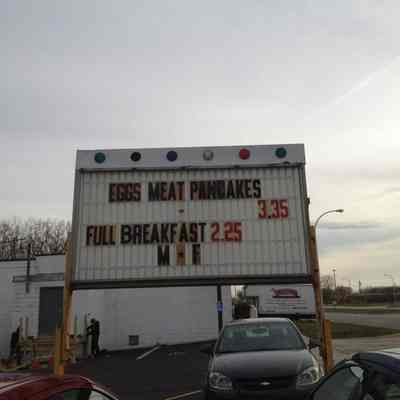 EGGS MEAT PANCAKES
3.35
FULL BREAKFAST 2.25
M - F